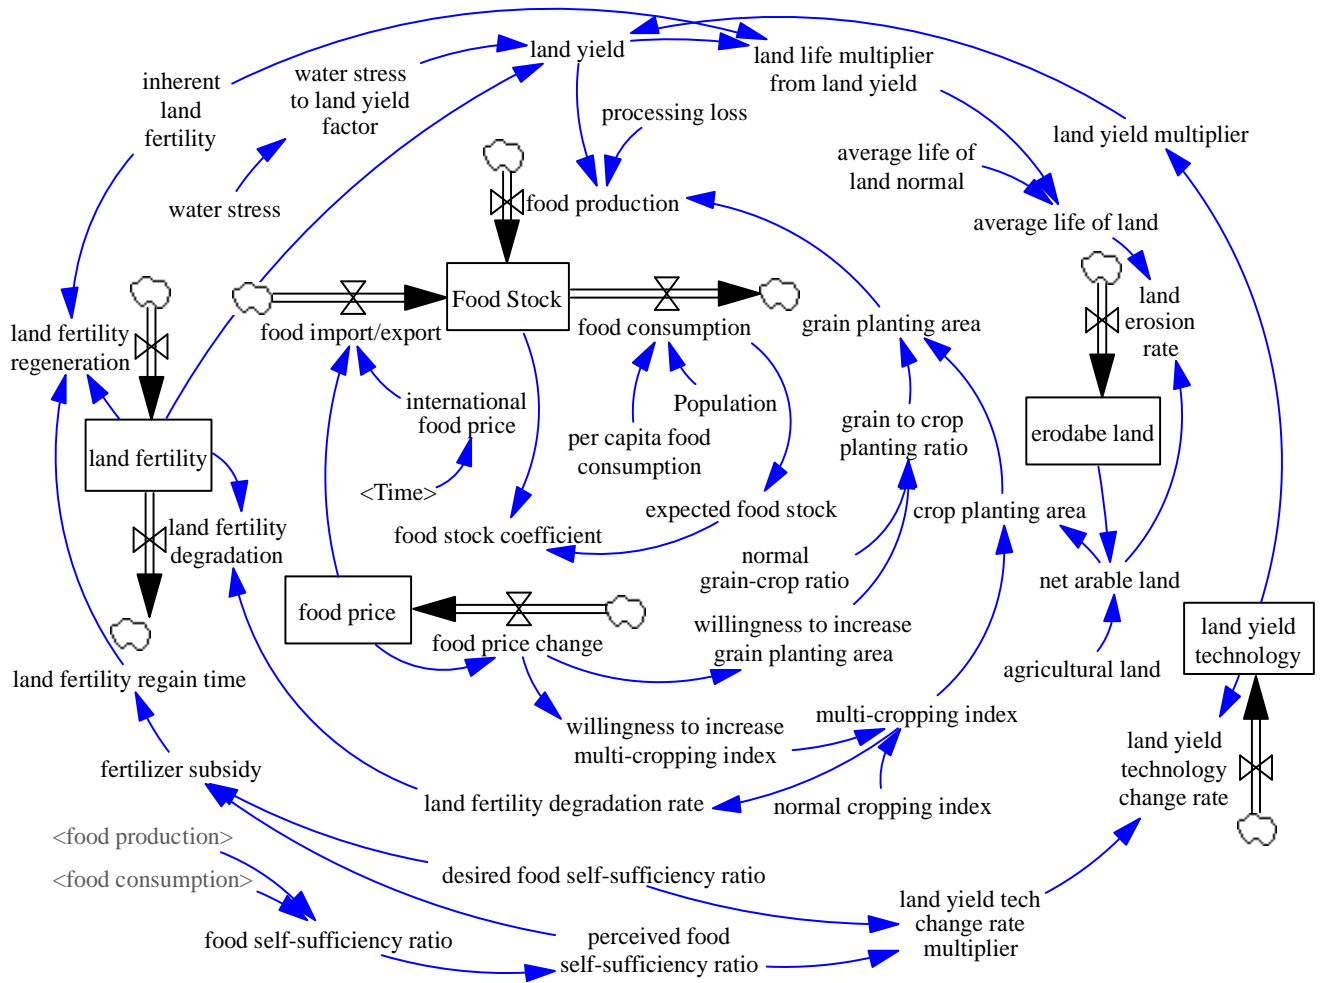 land yield
land life multiplier
from land yield
inherent
land
fertility
water stress
to land yield
factor
processing loss
land yield multiplier
average life of
land normal
water stress
food production
average life of land
Food Stock
land
erosion
rate
land fertility
regeneration
food import/export
food consumption
grain planting area
international
food price
Population
per capita food
consumption
grain to crop
planting ratio
erodabe land
land fertility
<Time>
expected food stock
crop planting area
land fertility
degradation
food stock coefficient
normal
grain-crop ratio
net arable land
food price
food price change
willingness to increase
grain planting area
land yield
technology
agricultural land
land fertility regain time
willingness to increase
multi-cropping index
multi-cropping index
land yield
technology
change rate
fertilizer subsidy
land fertility degradation rate
normal cropping index
<food production>
<food consumption>
desired food self-sufficiency ratio
land yield tech
change rate
multiplier
food self-sufficiency ratio
perceived food
self-sufficiency ratio